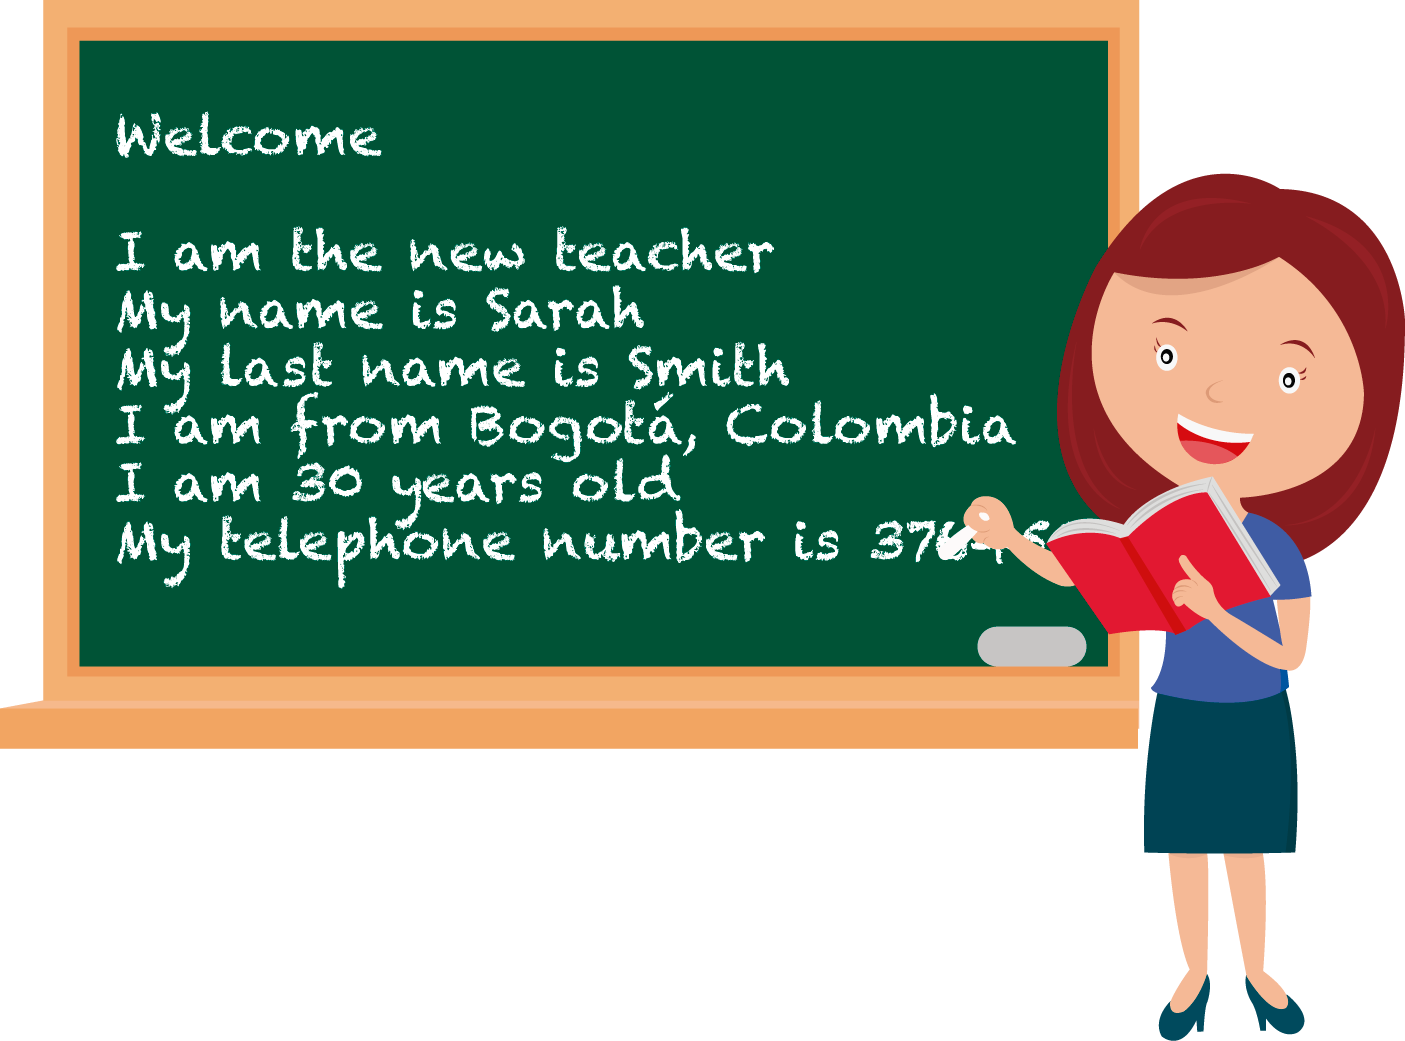 Welcome
I am the new teacher
My name is Sarah
My last name is Smith
I am from Bogotá, Colombia
I am 30 years old
My telephone number is